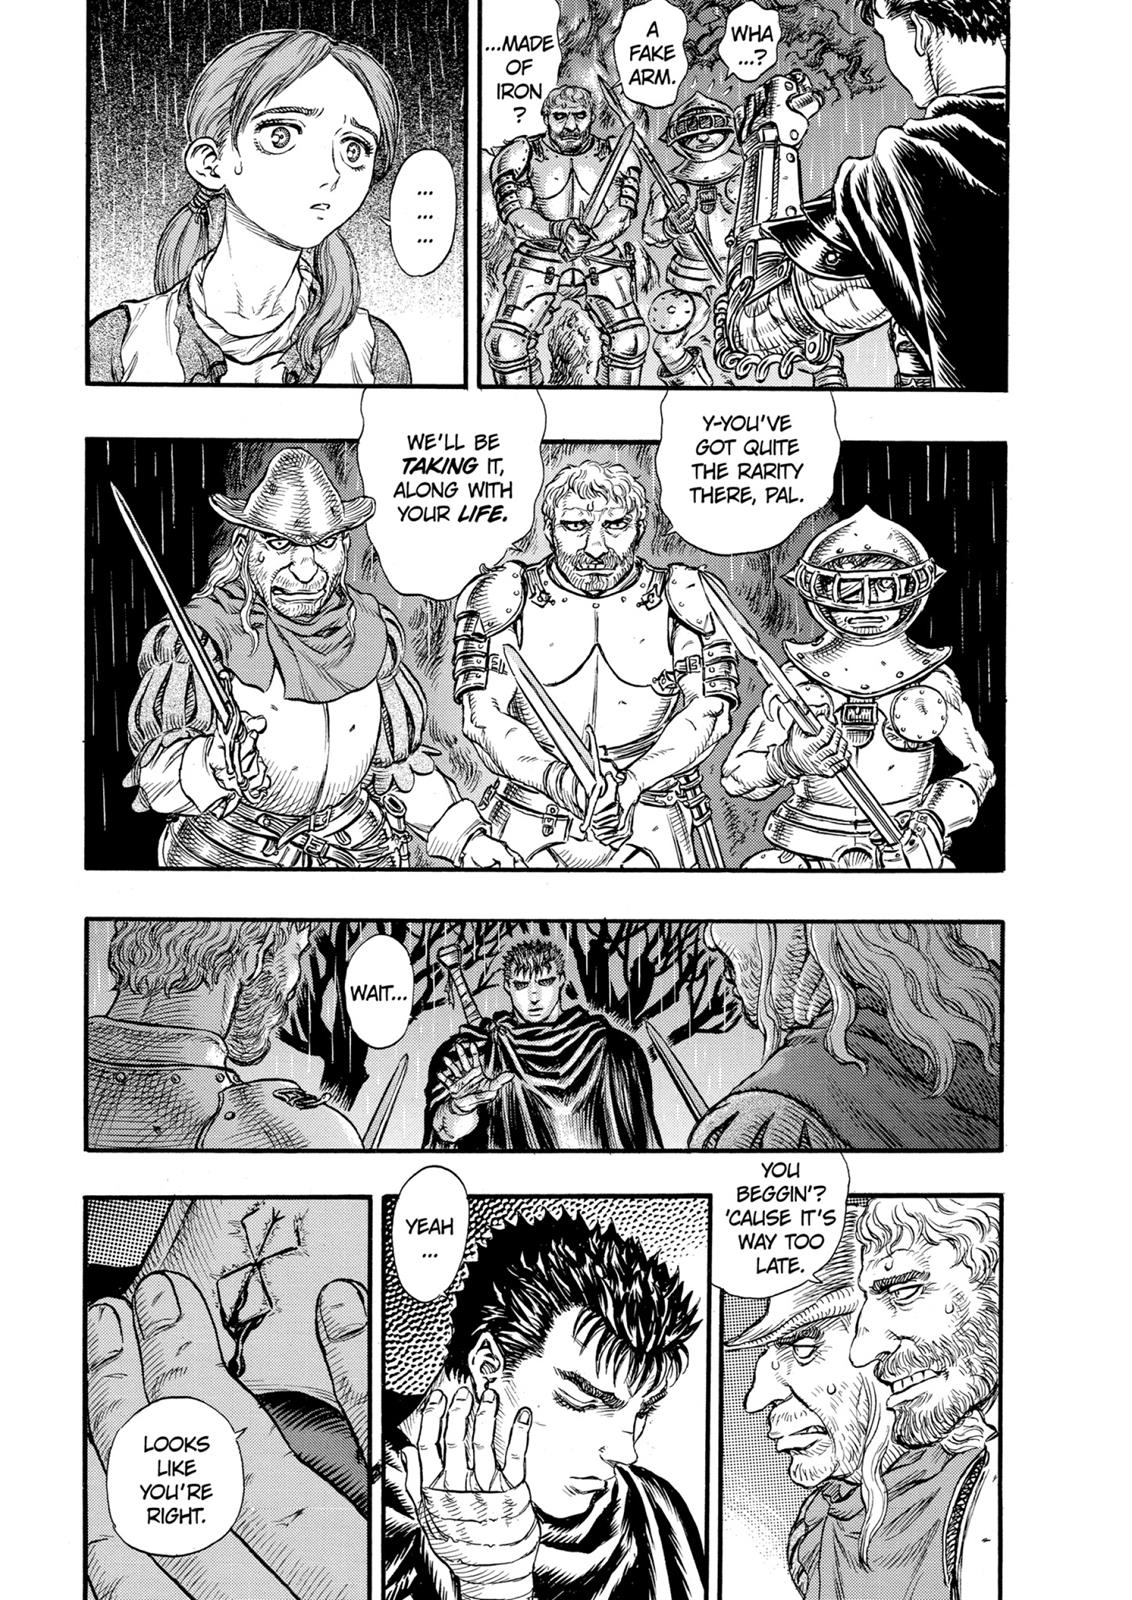 WHA
...?
A
FAKE
ARM.
...MADE
OF
IRON
?
...
...
...
Y-YOU'VE
GOT QUITE
THE RARITY
THERE, PAL.
WE'LL BE
TAKING IT,
ALONG WITH
YOUR LIFE.
WAIT...
YOU
BEGGIN'?
'CAUSE IT'S
WAY TOO
LATE.
YEAH
...
LOOKS
LIKE
YOU'RE
RIGHT.